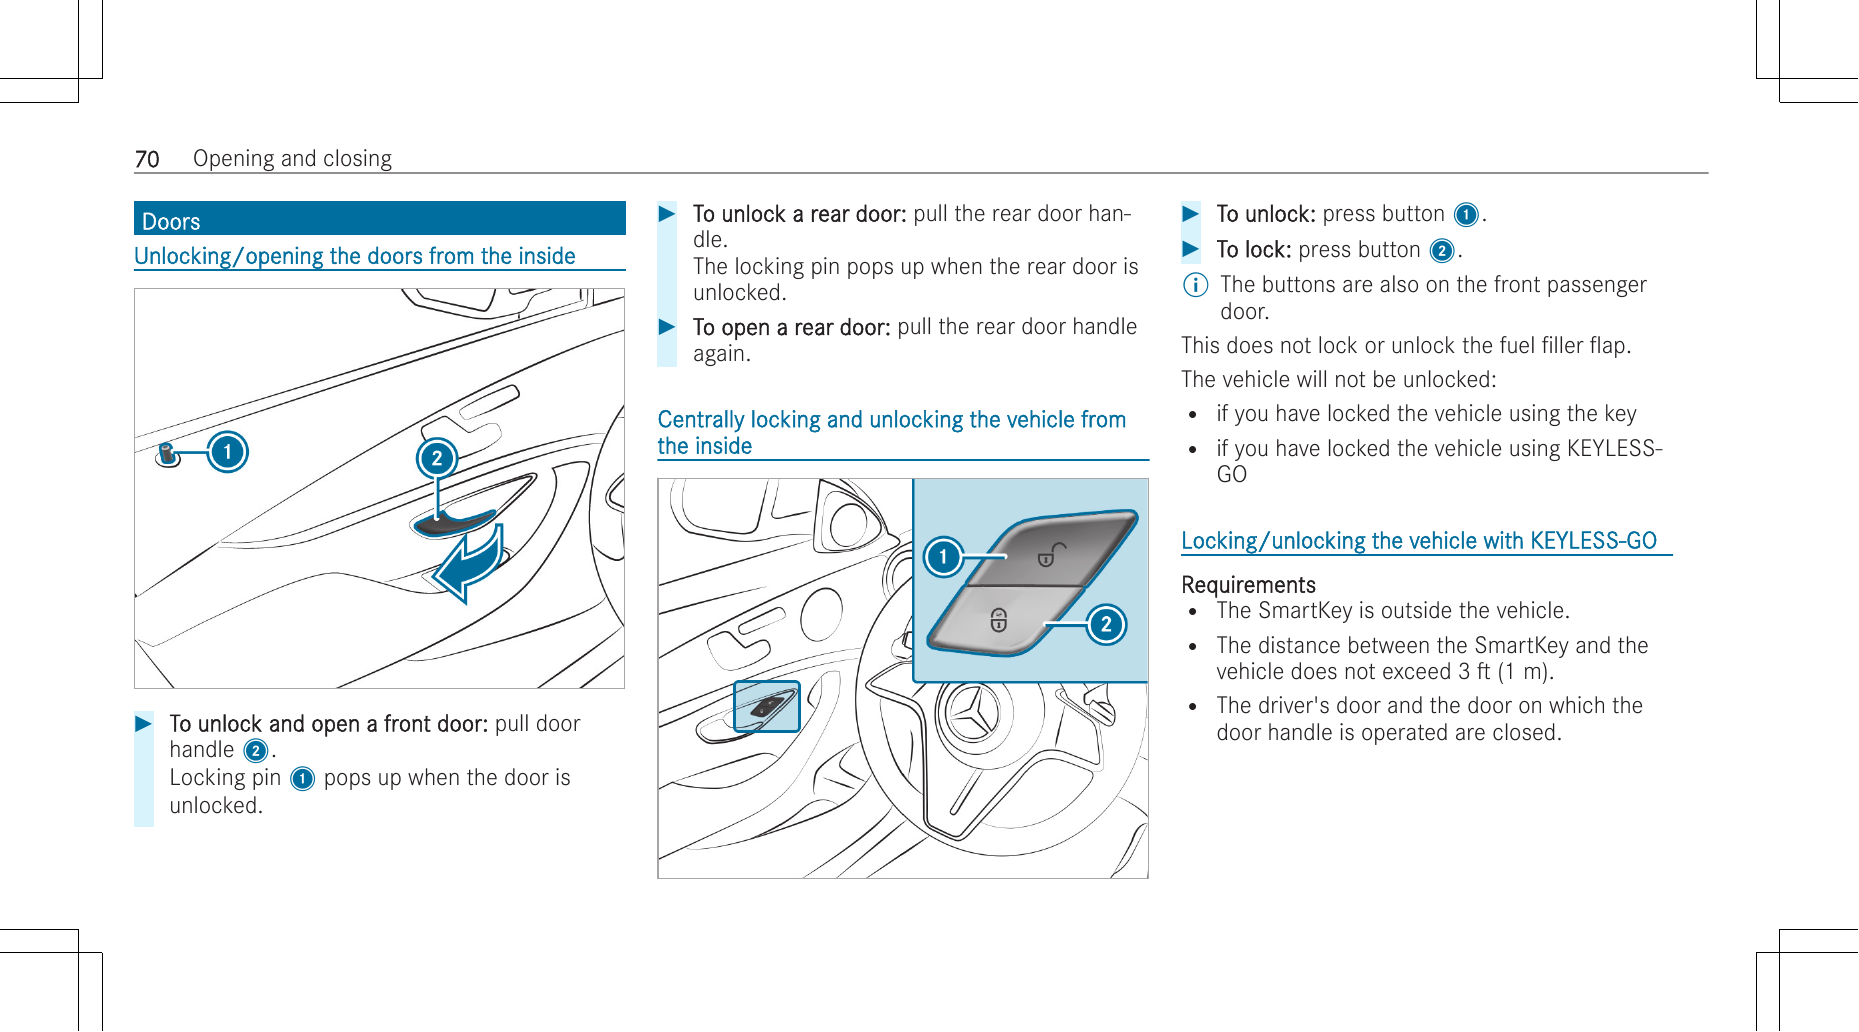 70 Opening and closing
Doors
Unlocking/opening the doors from the inside
1
2
To unlock and open a front door: pull door
handle 2.
Locking pin 1 pops up when the door is
unlocked.
To unlock a rear door: pull the rear door han-
dle.
The locking pin pops up when the rear door is
unlocked.
To open a rear door: pull the rear door handle
again.
Centrally locking and unlocking the vehicle from
the inside
1
2
To unlock: press button 1.
To lock: press button 2.
The buttons are also on the front passenger
door.
This does not lock or unlock the fuel filler flap.
The vehicle will not be unlocked:
• if you have locked the vehicle using the key
• if you have locked the vehicle using KEYLESS-
GO
Locking/unlocking the vehicle with KEYLESS-GO
Requirements
• The SmartKey is outside the vehicle.
• The distance between the SmartKey and the
vehicle does not exceed 3 ft (1 m).
• The driver's door and the door on which the
door handle is operated are closed.